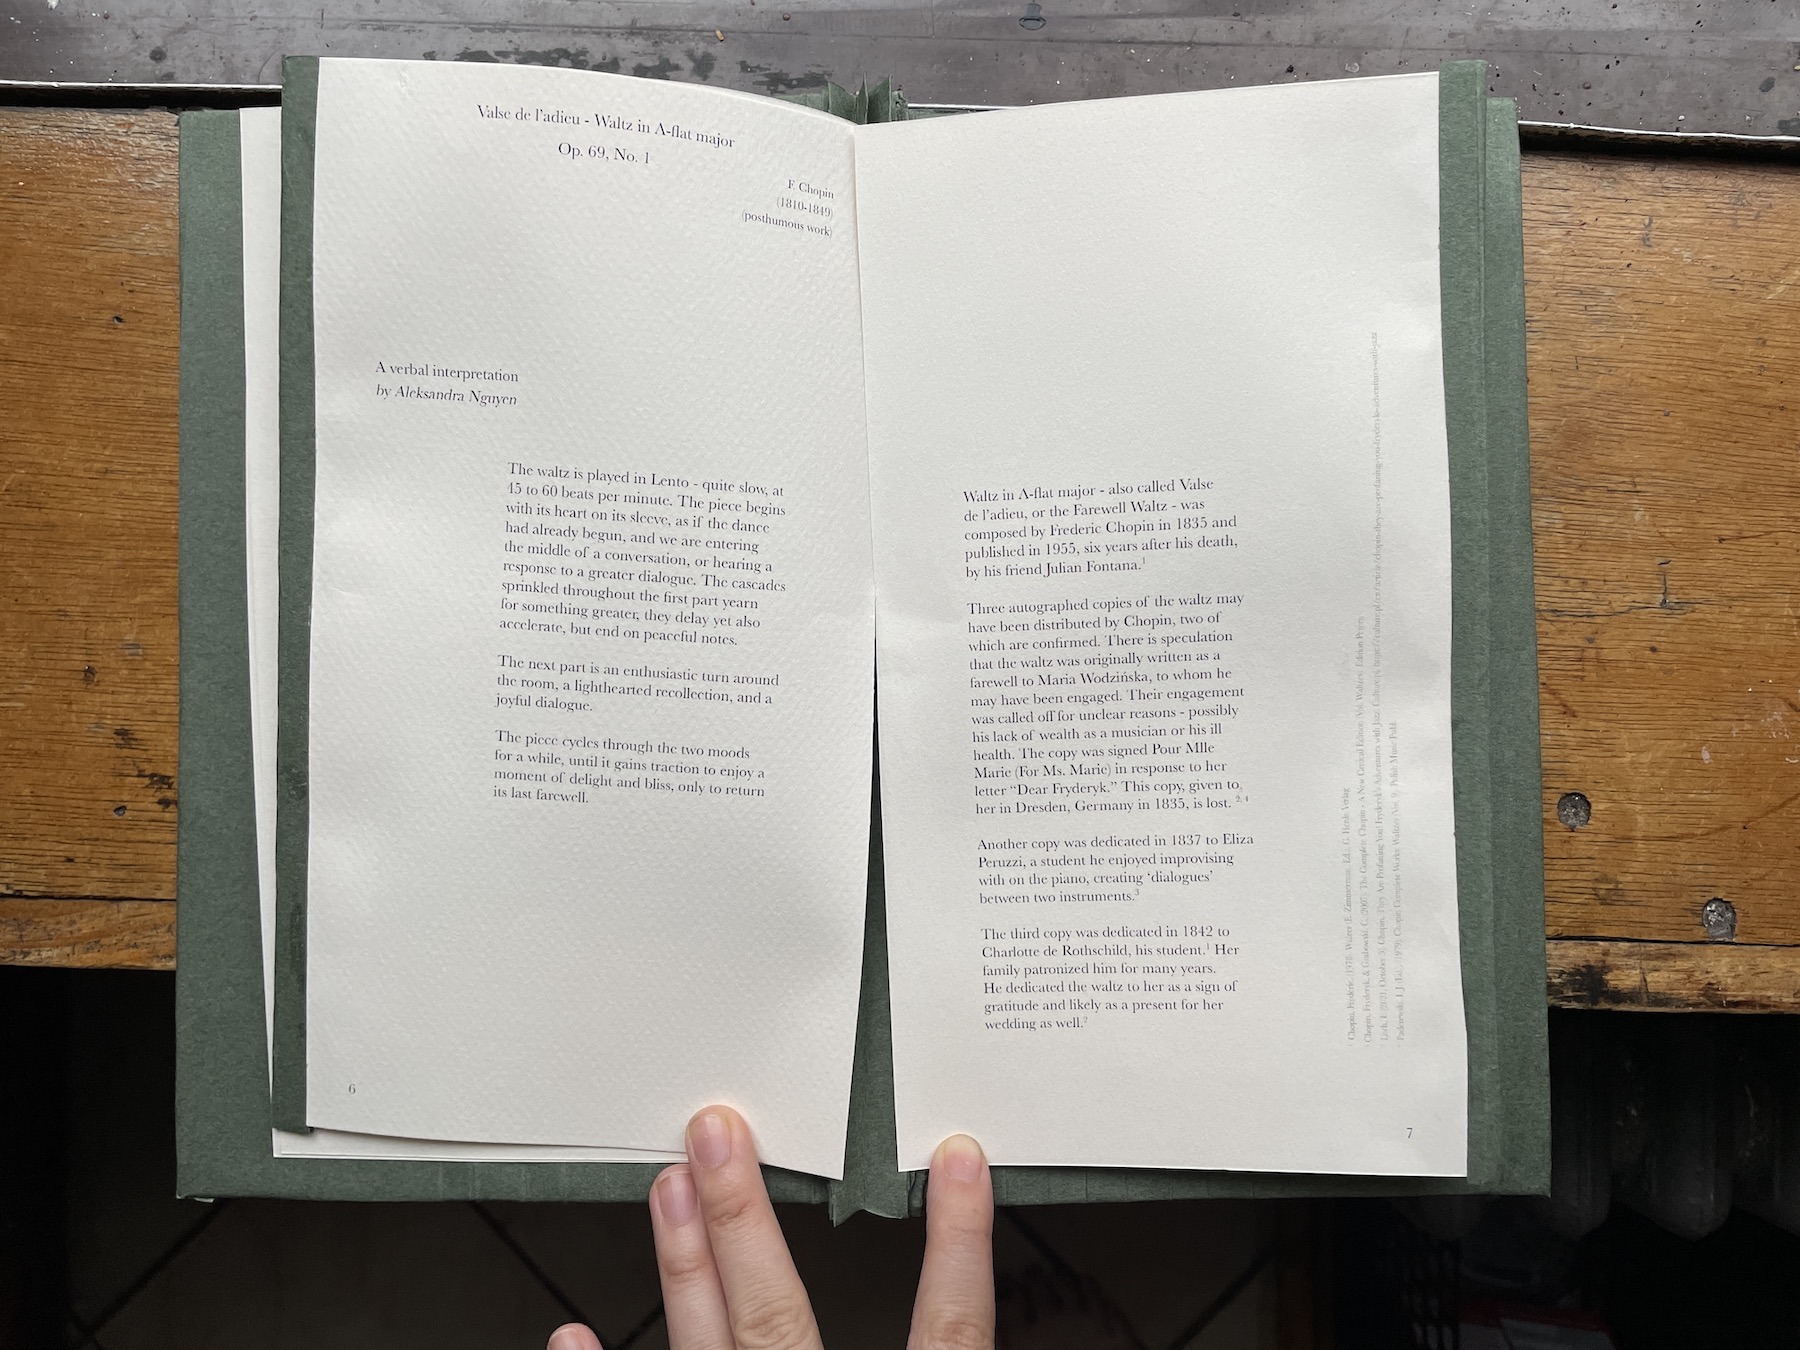 Valse de l'adieu - Waltz in A-flat major
Op. 69, No. 1
F. Chopin
(1810-1849)
(posthumous work)
A verbal interpretation
by Aleksandra Nguyen
The waltz is played in Lento - quite slow, at
45 to 60 beats per minute. The piece begins
with its heart on its sleeve, as if the dance
had already begun, and we are entering
the middle of a conversation, or hearing a
response to a greater dialogue. The cascades
sprinkled throughout the first part yearn
for something greater, they delay yet also
accelerate, but end on peaceful notes.
The next part is an enthusiastic turn around
the room, a lighthearted recollection, and a
joyful dialogue.
The piece cycles through the two moods
for a while, until it gains traction to enjoy a
moment of delight and bliss, only to return
its last farewell.
6
Waltz in A-flat major - also called Valse
de l'adieu, or the Farewell Waltz - was
composed by Frederic Chopin in 1835 and
published in 1955, six years after his death,
by his friend Julian Fontana.1
Three autographed copies of the waltz may
have been distributed by Chopin, two of
which are confirmed. There is speculation
that the waltz was originally written as a
farewell to Maria Wodzińska, to whom he
may have been engaged. Their engagement
was called off for unclear reasons - possibly
his lack of wealth as a musician or his ill
health. The copy was signed Pour Mlle
Marie (For Ms. Marie) in response to her
letter "Dear Fryderyk." This copy, given to
her in Dresden, Germany in 1835, is lost. 2, 4
Another copy was dedicated in 1837 to Eliza
Peruzzi, a student he enjoyed improvising
with on the piano, creating 'dialogues'
between two instruments.3
The third copy was dedicated in 1842 to
Charlotte de Rothschild, his student.1 Her
family patronized him for many years.
He dedicated the waltz to her as a sign of
gratitude and likely as a present for her
wedding as well.2
Chopin, Frederic. (1978). Walzer (E. Zimmerman, Ed.). G. Henle Verlag
Chopin, Fryderyk, & Grabowski C. 2007. The Complete Chopin - A New Critical Edition Vol. Waltzes. Edition Peters
October 5). Chopin, They Are Profaning You! Fryderyk's Adventures with Jazz. Culture.pl.
Paderewski, I. J. (Ed.). (1979). Chopin Complete Works: Waltzes (Vol. 9). Polish Music Publ.
7